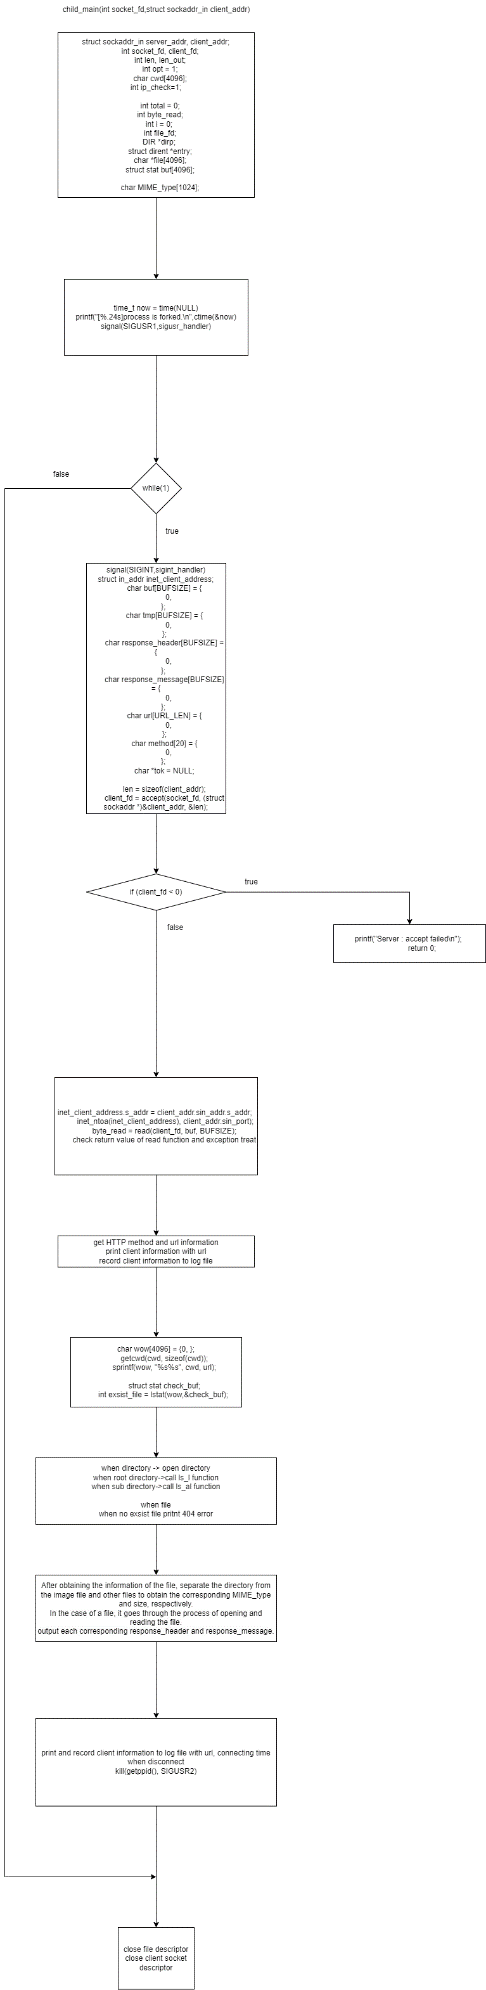 child_main(int socket_fd,struct sockaddr_in client_addr)
struct sockaddr_in server_addr, client_addr;
int socket_fd, client_fd;
int len, len_out;
int opt = 1;
char cwd[4096];
int ip_check=1;
int total = 0;
int byte_read;
int i = 0;
int file_fd;
DIR *dirp;
struct dirent *entry;
char *file[4096];
struct stat buf[4096];
char MIME_type[1024];
time_t now = time(NULL)
printf("[%.24s]process is forked.\n",ctime(&now)
signal(SIGUSR1,sigusr_handler)
false
while(1)
true
signal(SIGINT,sigint_handler)
struct in_addr inet_client_address;
char buf[BUFSIZE] = {
0,
};
char tmp[BUFSIZE] = {
0,
};
char response_header[BUFSIZE] =
{
0,
};
char response_message[BUFSIZE]
= {
0,
};
char url[URL_LEN] = {
0,
};
char method[20] = {
0,
};
char *tok = NULL;
len = sizeof(client_addr);
client_fd = accept(socket_fd, (struct
sockaddr *)&client_addr, &len);
if (client_fd < 0)
true
false
printf("Server : accept failed\n");
return 0;
inet_client_address.s_addr = client_addr.sin_addr.s_addr;
inet_ntoa(inet_client_address), client_addr.sin_port);
byte_read = read(client_fd, buf, BUFSIZE);
check return value of read function and exception treat
get HTTP method and url information
print client information with url
record client information to log file
char wow[4096] = {0, };
getcwd(cwd, sizeof(cwd));
sprintf(wow, "%s%s", cwd, url);
struct stat check_buf;
int exsist_file = lstat(wow,&check_buf);
when directory -> open directory
when root directory->call ls_l function
when sub directory->call ls_al function
when file
when no exsist file pritnt 404 error
After obtaining the information of the file, separate the directory from
the image file and other files to obtain the corresponding MIME_type
and size, respectively.
In the case of a file, it goes through the process of opening and
reading the file.
output each corresponding response_header and response_message.
print and record client information to log file with url, connecting time
when disconnect
kill(getppid(), SIGUSR2)
close file descriptor
close client socket
descriptor